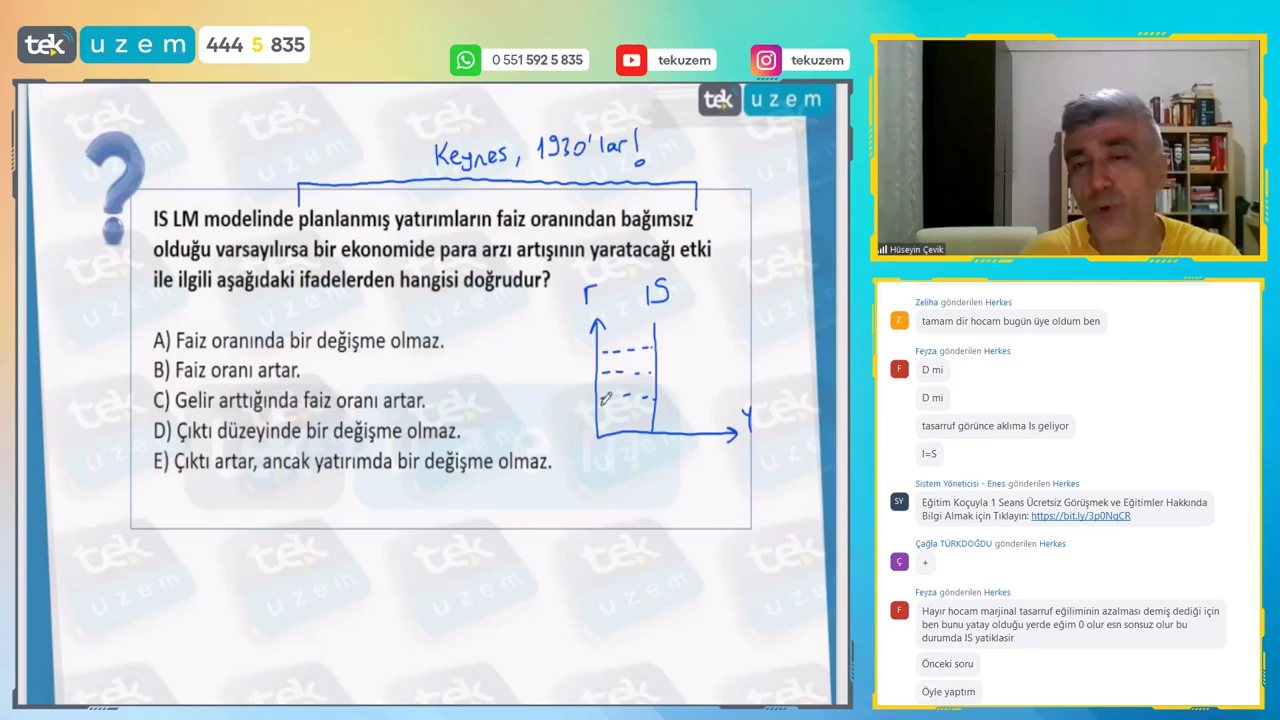 tek uzem 444 5 835
0 551 592 5 835
tekuzem
tekuzem
tek uzem
Keynes, 1930'lar!
IS LM modelinde planlanmış yatırımların faiz oranından bağımsız
olduğu varsayılırsa bir ekonomide para arzı artışının yaratacağı etki
ile ilgili aşağıdaki ifadelerden hangisi doğrudur?
r IS
A) Faiz oranında bir değişme olmaz.
B) Faiz oranı artar.
C) Gelir arttığında faiz oranı artar.
D) Çıktı düzeyinde bir değişme olmaz.
E) Çıktı artar, ancak yatırımda bir değişme olmaz.
Y
Hüseyin Çevik
Zeliha gönderilen Herkes
Z
tamam dir hocam bugün üye oldum ben
Feyza gönderilen Herkes
F
D mi
D mi
tasarruf görünce aklıma Is geliyor
I=S
Sistem Yöneticisi - Enes gönderilen Herkes
SY
Eğitim Koçuyla 1 Seans Ücretsiz Görüşmek ve Eğitimler Hakkında
Bilgi Almak için Tıklayın: https://bit.ly/3p0NqCR
Çağla TÜRKDOĞDU gönderilen Herkes
Ç
+
Feyza gönderilen Herkes
F
Hayır hocam marjinal tasarruf eğiliminin azalması demiş dediği için
ben bunu yatay olduğu yerde eğim 0 olur esn sonsuz olur bu
durumda IS yatiklasir
Önceki soru
Öyle yaptım